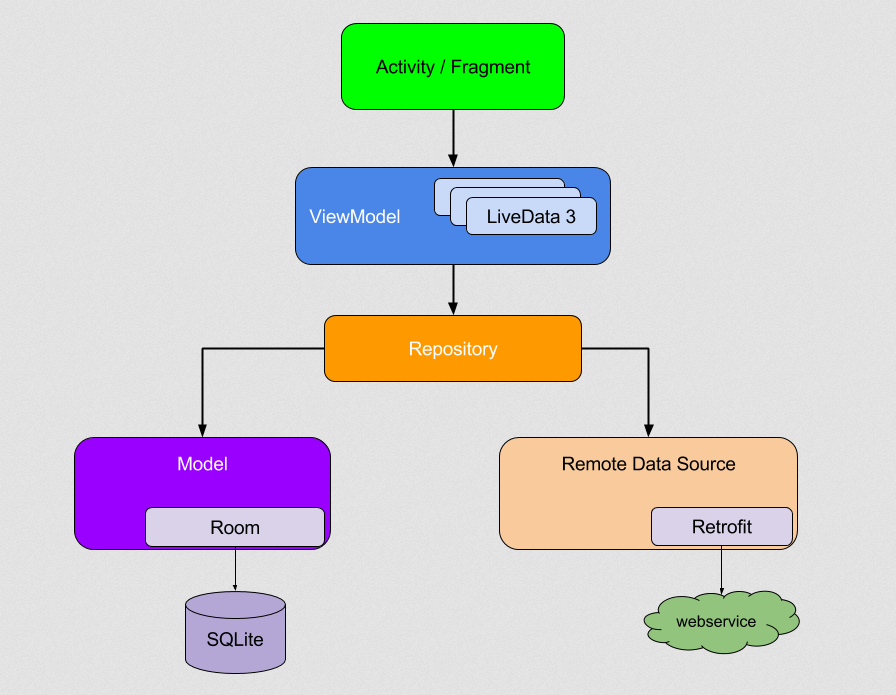 Activity / Fragment
ViewModel
LiveData 3
Repository
Model
Room
SQLite
Remote Data Source
Retrofit
webservice